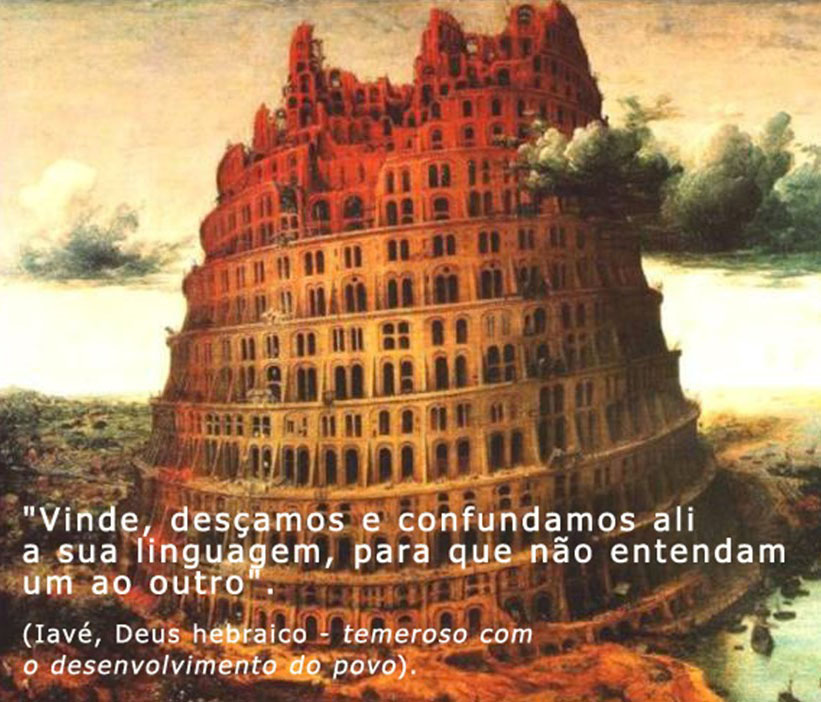 "Vinde, desçamos e confundamos ali
a sua linguagem, para que não entendam
um ao outro".
(Iavé, Deus hebraico - temeroso com
o desenvolvimento do povo).